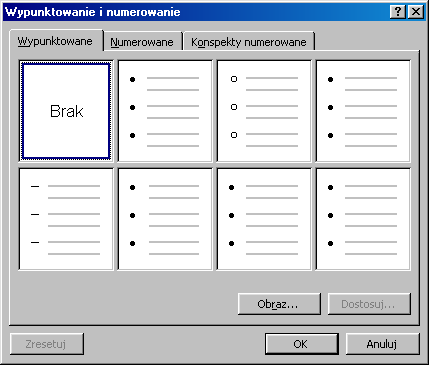 Wypunktowanie i numerowanie
Wypunktowane Numerowane Konspekty numerowane
Brak
Obraz... Dostosuj...
Zresetuj OK Anuluj